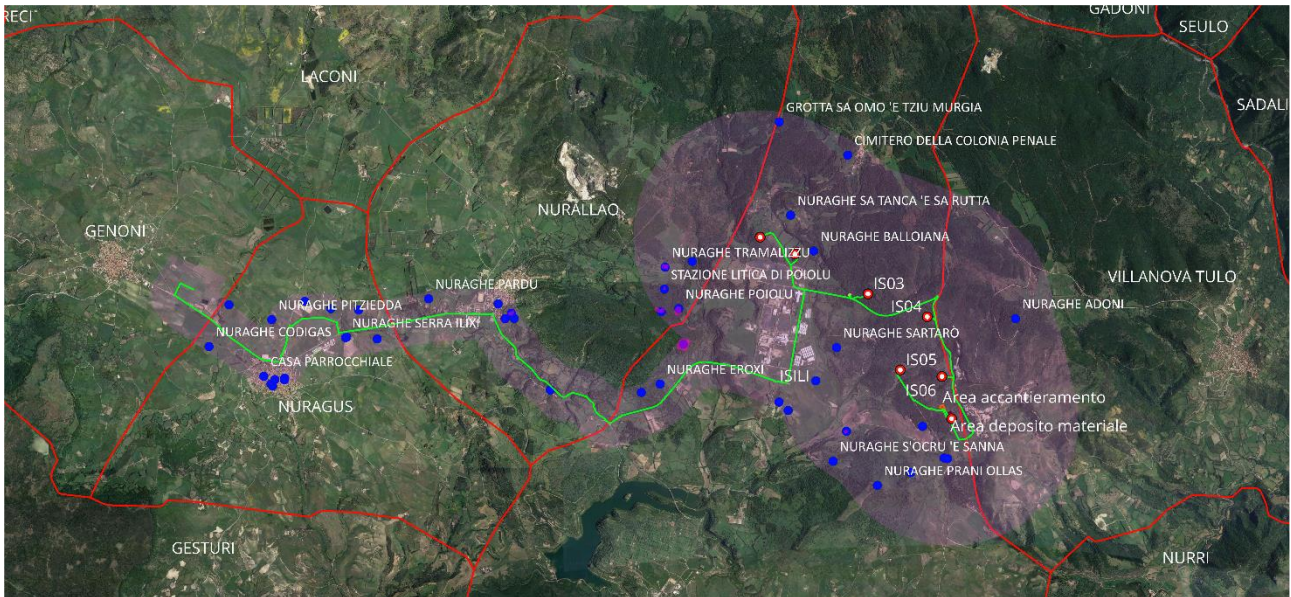 RECI
GADONI
SEULO
LACONI
SADALI
GROTTA SA OMO 'E TZIU MURGIA
CIMITERO DELLA COLONIA PENALE
NURALLAO
NURAGHE SA TANCA 'E SA RUTTA
GENONI
NURAGHE BALLOIANA
NURAGHE TRAMALIZZU
STAZIONE LITICA DI POIOLU
VILLANOVA TULO
NURAGHE PARDU
IS03
NURAGHE POIOLU
NURAGHE PITZIEDDA
NURAGHE ADONI
IS04
NURAGHE SERRA ILIXI
NURAGHE CODIGAS
NURAGHE SARTARÒ
CASA PARROCCHIALE
IS05
NURAGHE EROXI
ISILI
IS06
Area accantieramento
NURAGUS
Area deposito materiale
NURAGHE S'OCRU 'E SANNA
NURAGHE PRANI OLLAS
GESTURI
NURRI